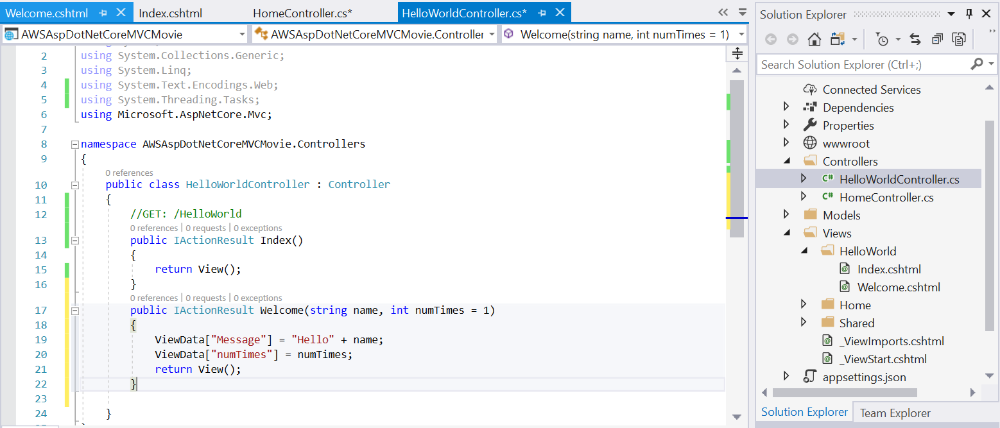 Welcome.cshtml Index.cshtml HomeController.cs* HelloWorldController.cs*
AWSAspDotNetCoreMVCMovie AWSAspDotNetCoreMVCMovie.Controller Welcome(string name, int numTimes = 1)
2 using System.Collections.Generic;
3 using System.Linq;
4 using System.Text.Encodings.Web;
5 using System.Threading.Tasks;
6 using Microsoft.AspNetCore.Mvc;
7
8 namespace AWSAspDotNetCoreMVCMovie.Controllers
9 {
0 references
10 public class HelloWorldController : Controller
11 {
12 //GET: /HelloWorld
0 references | 0 requests | 0 exceptions
13 public IActionResult Index()
14 {
15 return View();
16 }
0 references | 0 requests | 0 exceptions
17 public IActionResult Welcome(string name, int numTimes = 1)
18 {
19 ViewData["Message"] = "Hello" + name;
20 ViewData["numTimes"] = numTimes;
21 return View();
22 }
23
24 }
Solution Explorer
Search Solution Explorer (Ctrl+;)
Connected Services
Dependencies
Properties
wwwroot
Controllers
C# HelloWorldController.cs
C# HomeController.cs
Models
Views
HelloWorld
Index.cshtml
Welcome.cshtml
Home
Shared
_ViewImports.cshtml
_ViewStart.cshtml
appsettings.json
Solution Explorer Team Explorer